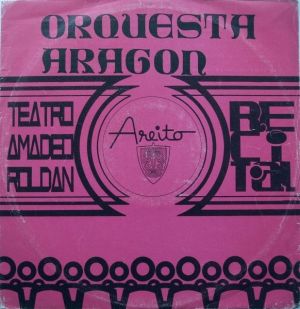 ORQUESTA
ARAGON
TEATRO
AMADEO
ROLDAN
Areito
RE
CI
TAL